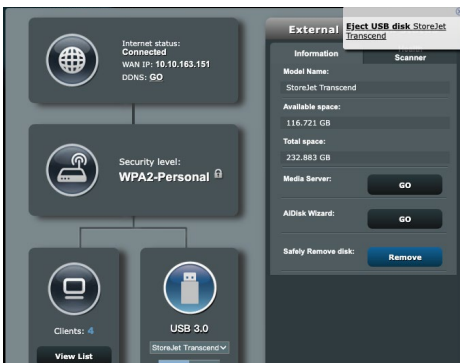 Internet status:
Connected
WAN IP: 10.10.163.151
DDNS: GO
Security level:
WPA2-Personal
Clients: 4
View List
USB 3.0
StoreJet Transcend
External
Eject USB disk StoreJet
Transcend
Information
Scanner
Model Name:
StoreJet Transcend
Available space:
116.721 GB
Total space:
232.883 GB
Media Server:
GO
AiDisk Wizard:
GO
Safely Remove disk:
Remove